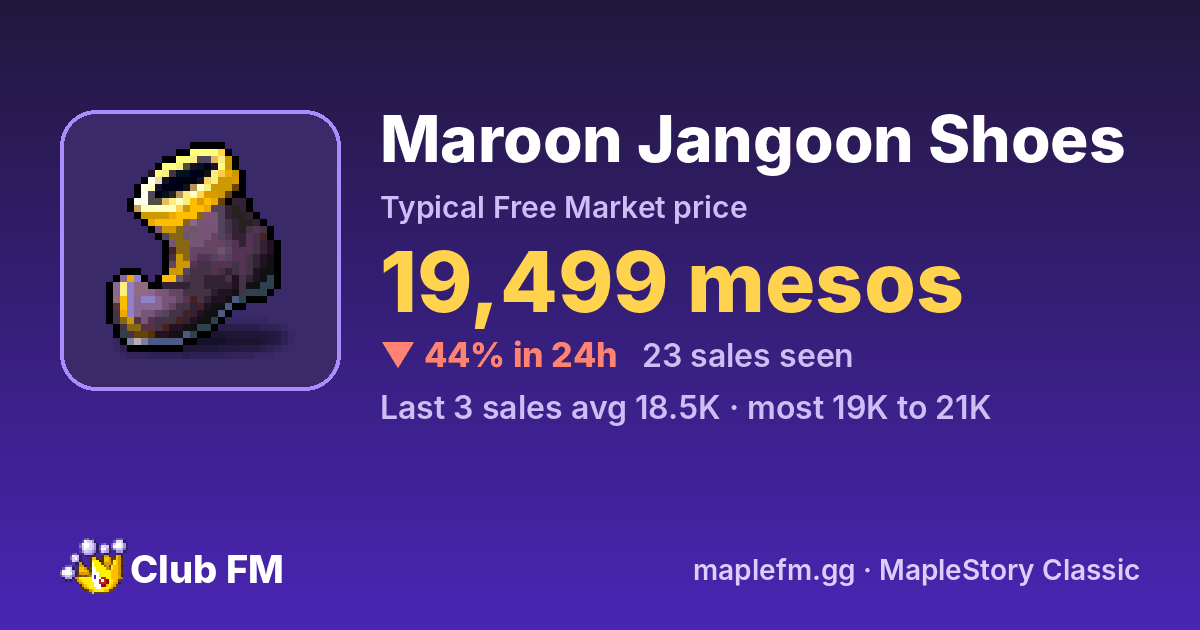 Maroon Jangoon Shoes
Typical Free Market price
19,499 mesos
▼ 44% in 24h 23 sales seen
Last 3 sales avg 18.5K · most 19K to 21K
Club FM
maplefm.gg · MapleStory Classic